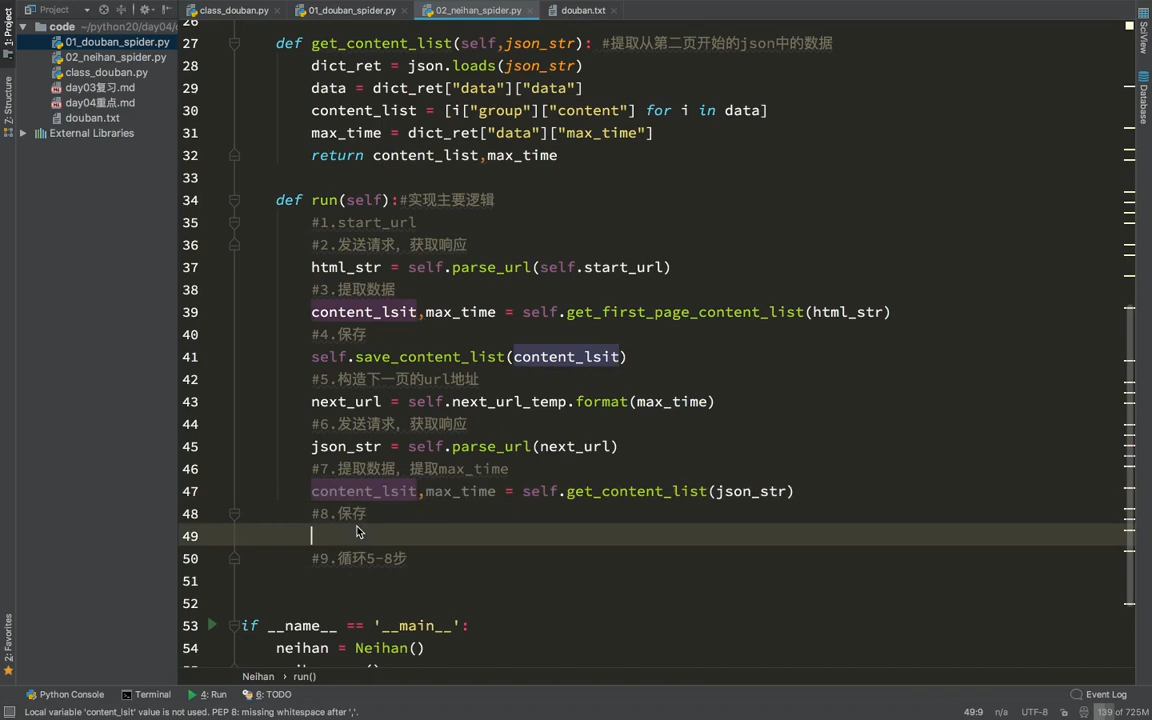 Project
class_douban.py
01_douban_spider.py
02_neihan_spider.py
douban.txt
1: Project
Z: Structure
2: Favorites
SciView
Database
code ~/python20/day04/
01_douban_spider.py
02_neihan_spider.py
class_douban.py
day03复习.md
day04重点.md
douban.txt
External Libraries
26
27 def get_content_list(self,json_str): #提取从第二页开始的json中的数据
28 dict_ret = json.loads(json_str)
29 data = dict_ret["data"]["data"]
30 content_list = [i["group"]["content"] for i in data]
31 max_time = dict_ret["data"]["max_time"]
32 return content_list,max_time
33
34 def run(self):#实现主要逻辑
35 #1.start_url
36 #2.发送请求，获取响应
37 html_str = self.parse_url(self.start_url)
38 #3.提取数据
39 content_lsit,max_time = self.get_first_page_content_list(html_str)
40 #4.保存
41 self.save_content_list(content_lsit)
42 #5.构造下一页的url地址
43 next_url = self.next_url_temp.format(max_time)
44 #6.发送请求，获取响应
45 json_str = self.parse_url(next_url)
46 #7.提取数据，提取max_time
47 content_lsit,max_time = self.get_content_list(json_str)
48 #8.保存
49
50 #9.循环5-8步
51
52
53 if __name__ == '__main__':
54 neihan = Neihan()
Neihan › run()
Python Console Terminal 4: Run 6: TODO Event Log
Local variable 'content_lsit' value is not used. PEP 8: missing whitespace after ','. 49:9 n/a UTF-8 139 of 725M